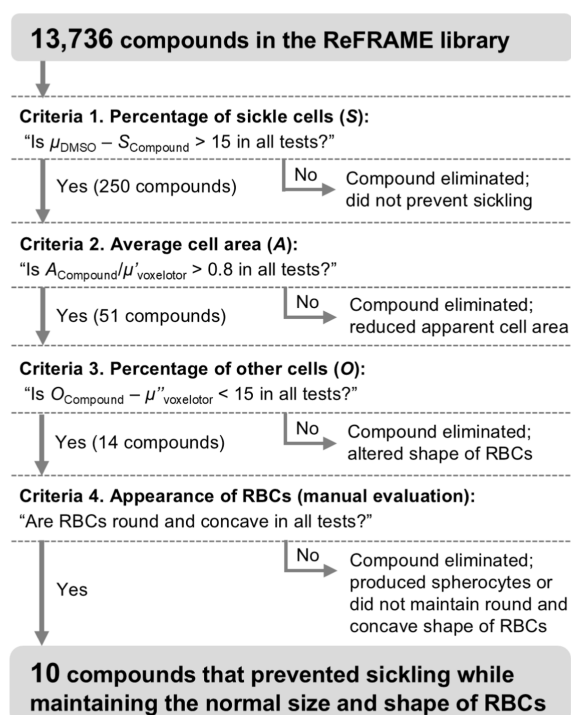 13,736 compounds in the ReFRAME library
Criteria 1. Percentage of sickle cells (S):
“Is μDMSO – SCompound > 15 in all tests?”
Yes (250 compounds)
No
Compound eliminated;
did not prevent sickling
Criteria 2. Average cell area (A):
“Is ACompound/μ’voxelotor > 0.8 in all tests?”
Yes (51 compounds)
No
Compound eliminated;
reduced apparent cell area
Criteria 3. Percentage of other cells (O):
“Is OCompound – μ’’voxelotor < 15 in all tests?”
Yes (14 compounds)
No
Compound eliminated;
altered shape of RBCs
Criteria 4. Appearance of RBCs (manual evaluation):
“Are RBCs round and concave in all tests?”
Yes
No
Compound eliminated;
produced spherocytes or
did not maintain round and
concave shape of RBCs
10 compounds that prevented sickling while
maintaining the normal size and shape of RBCs